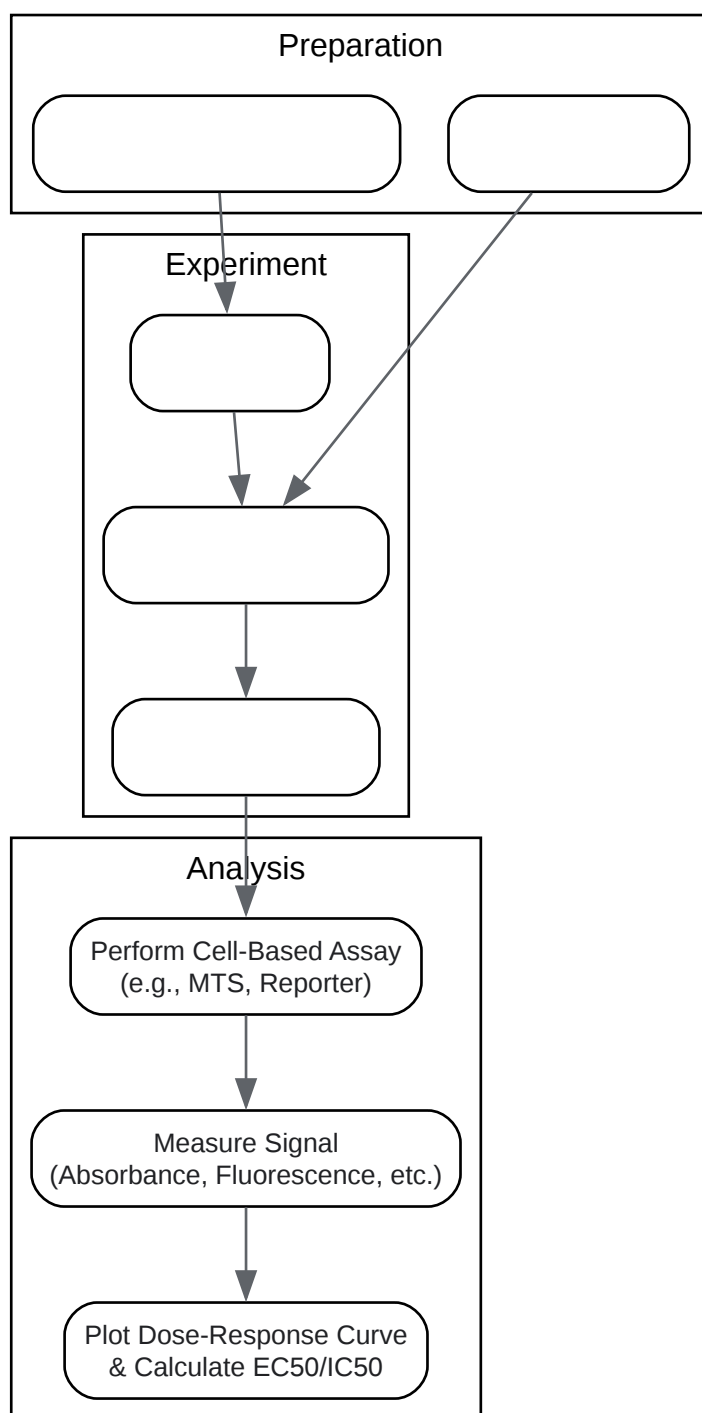 Preparation
Experiment
Analysis
Perform Cell-Based Assay
(e.g., MTS, Reporter)
Measure Signal
(Absorbance, Fluorescence, etc.)
Plot Dose-Response Curve
& Calculate EC50/IC50